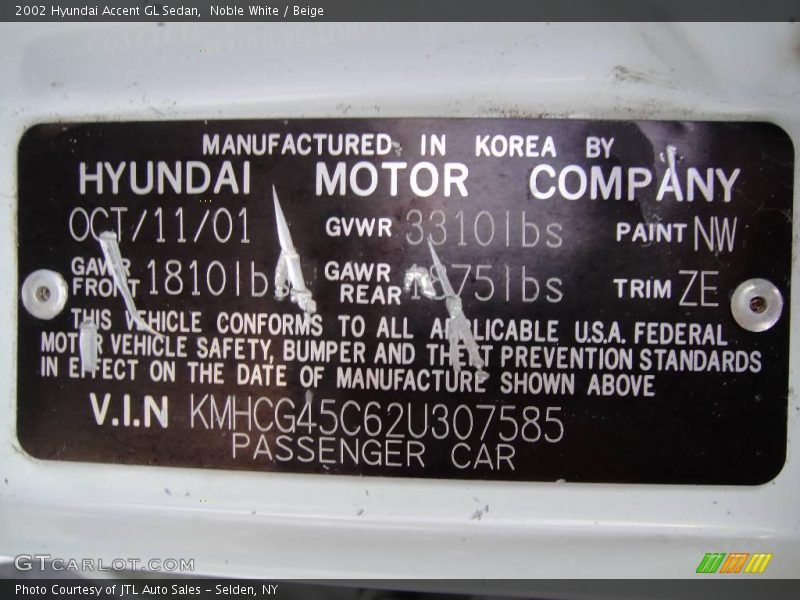 2002 Hyundai Accent GL Sedan,  Noble White / Beige
MANUFACTURED IN KOREA BY
HYUNDAI MOTOR COMPANY
OCT/11/01 GVWR 3310lbs PAINT NW
GAWR FRONT 1810lbs GAWR REAR TRIM ZE
THIS VEHICLE CONFORMS TO ALL APPLICABLE U.S.A. FEDERAL
MOTOR VEHICLE SAFETY, BUMPER AND THEFT PREVENTION STANDARDS
IN EFFECT ON THE DATE OF MANUFACTURE SHOWN ABOVE
V.I.N KMHCG45C62U307585
PASSENGER CAR
GTCARLOT.COM
Photo Courtesy of JTL Auto Sales - Selden, NY